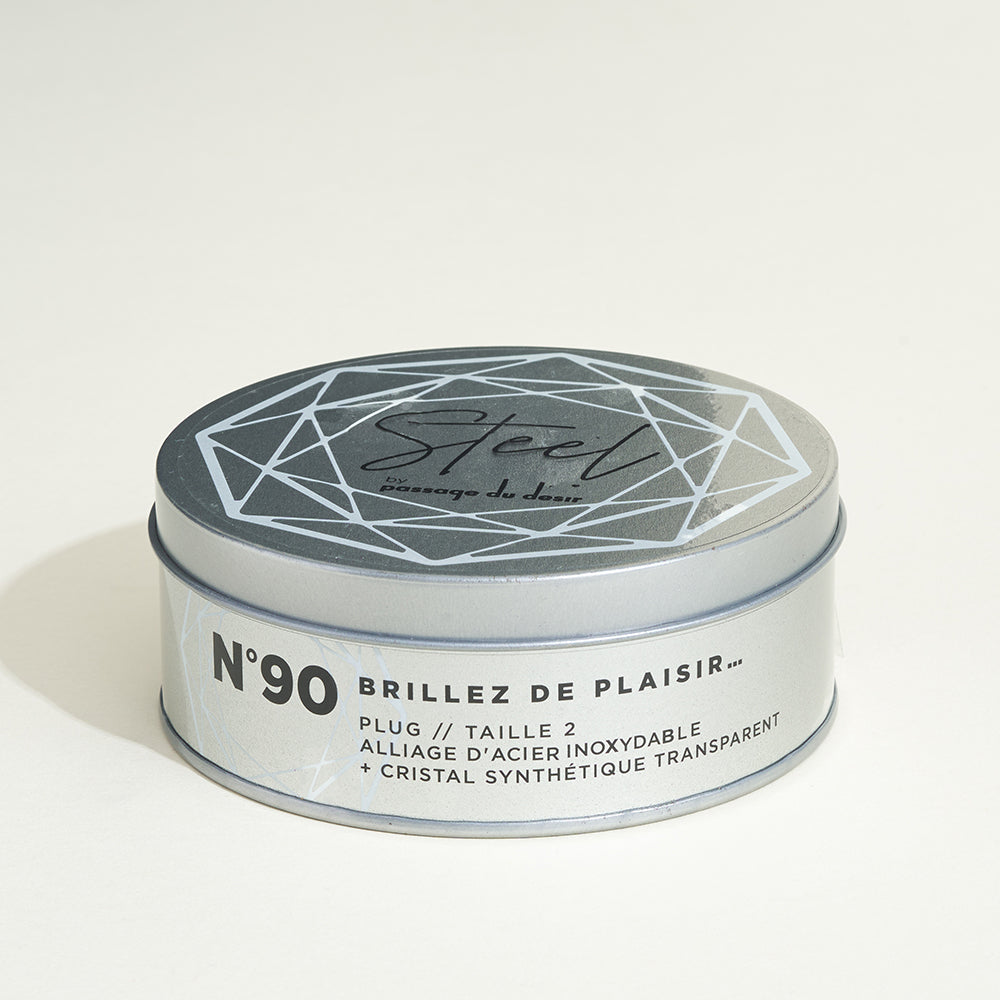 Steel
by
passage du desir
N°90
BRILLEZ DE PLAISIR...
PLUG // TAILLE 2
ALLIAGE D'ACIER INOXYDABLE
+ CRISTAL SYNTHÉTIQUE TRANSPARENT